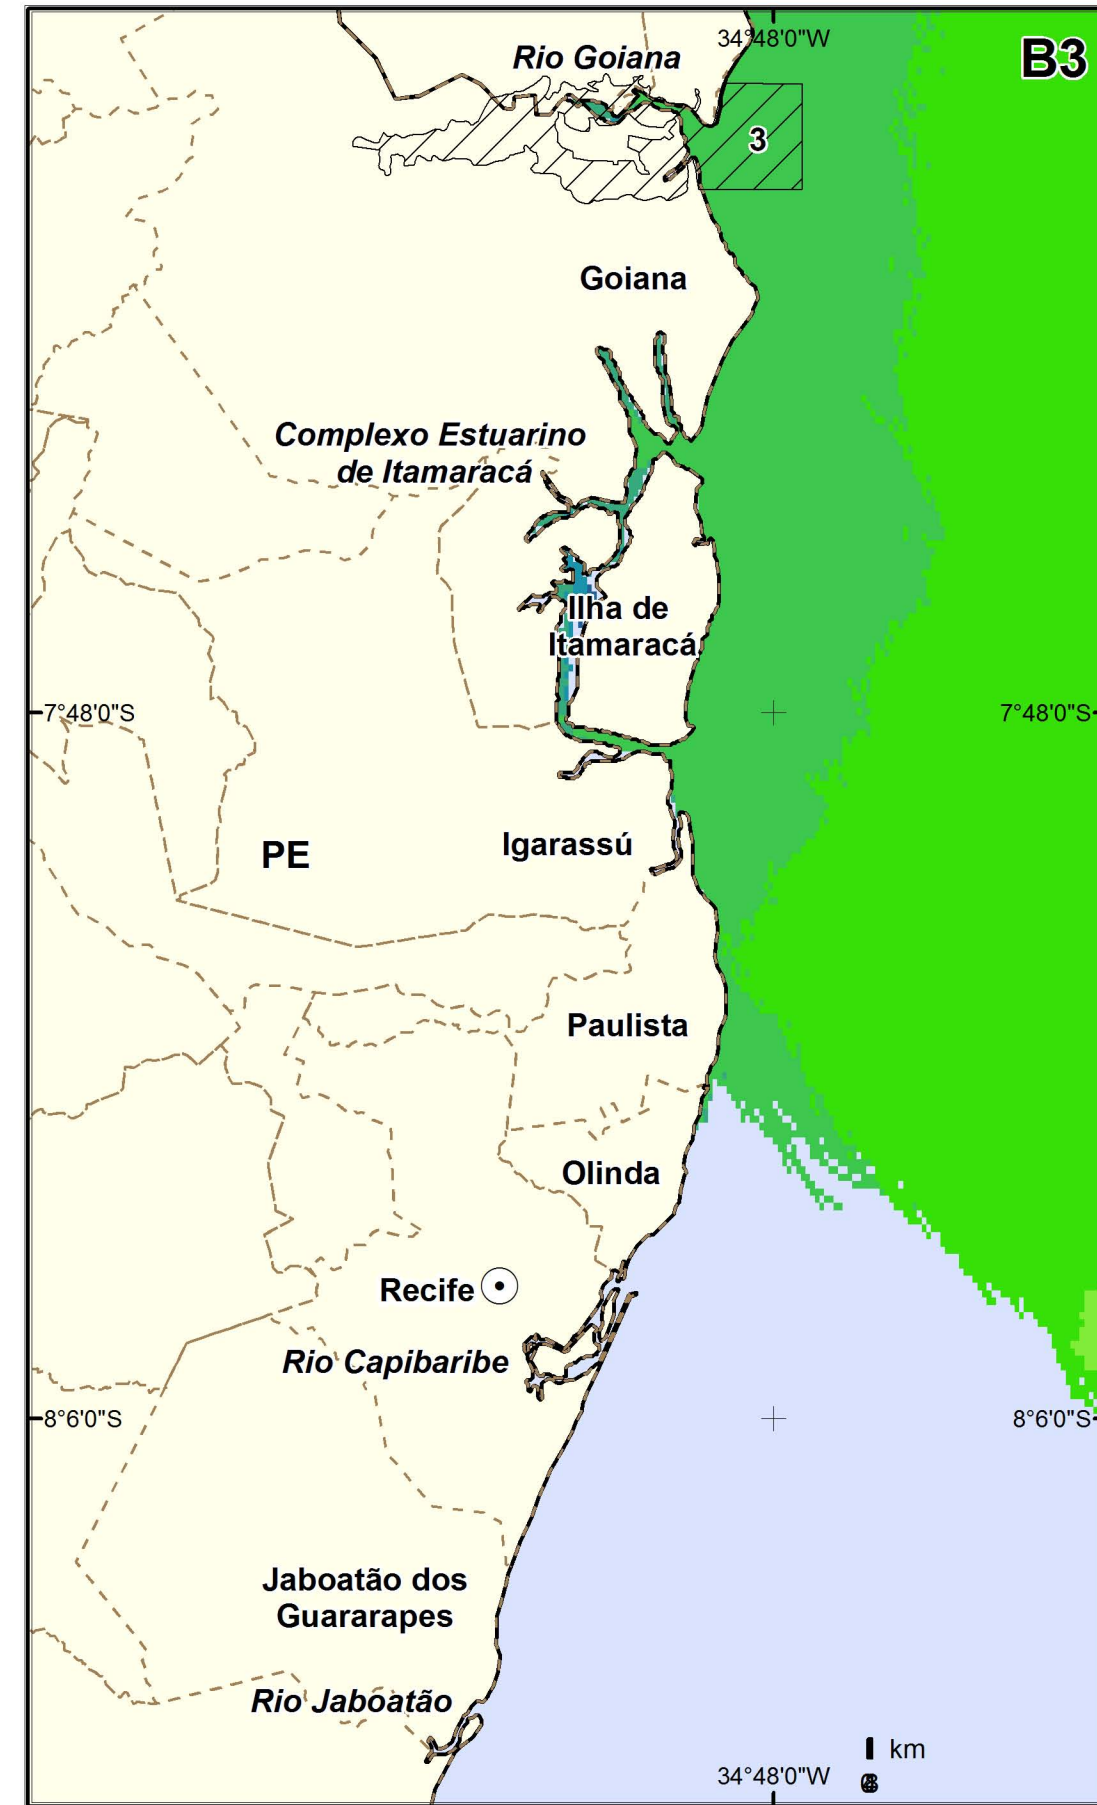 34°48'0"W
B3
Rio Goiana
3
Goiana
Complexo Estuarino
de Itamaracá
Ilha de
Itamaracá
7°48'0"S
7°48'0"S
Igarassú
PE
Paulista
Olinda
Recife
Rio Capibaribe
8°6'0"S
8°6'0"S
Jaboatão dos
Guararapes
Rio Jaboatão
km
34°48'0"W